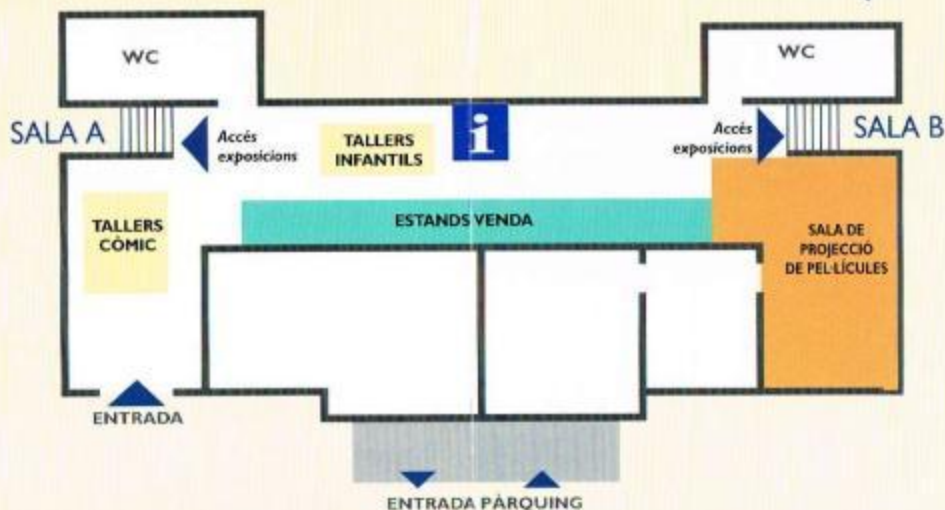 WC
WC
SALA A
Accés
exposicions
TALLERS
INFANTILS
i
Accés
exposicions
SALA B
TALLERS
CÒMIC
ESTANDS VENDA
SALA DE
PROJECCIÓ
DE PEL·LÍCULES
ENTRADA
ENTRADA PÀRQUING